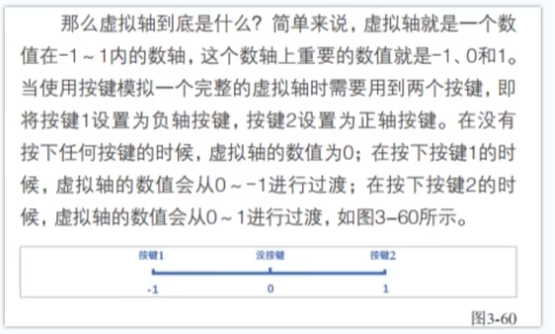 那么虚拟轴到底是什么？简单来说，虚拟轴就是一个数
值在-1～1内的数轴，这个数轴上重要的数值就是-1、0和1。
当使用按键模拟一个完整的虚拟轴时需要用到两个按键，即
将按键1设置为负轴按键，按键2设置为正轴按键。在没有
按下任何按键的时候，虚拟轴的数值为0；在按下按键1的时
候，虚拟轴的数值会从0～-1进行过渡；在按下按键2的时
候，虚拟轴的数值会从0～1进行过渡，如图3-60所示。
按键1 没按键 按键2
-1 0 1
图3-60